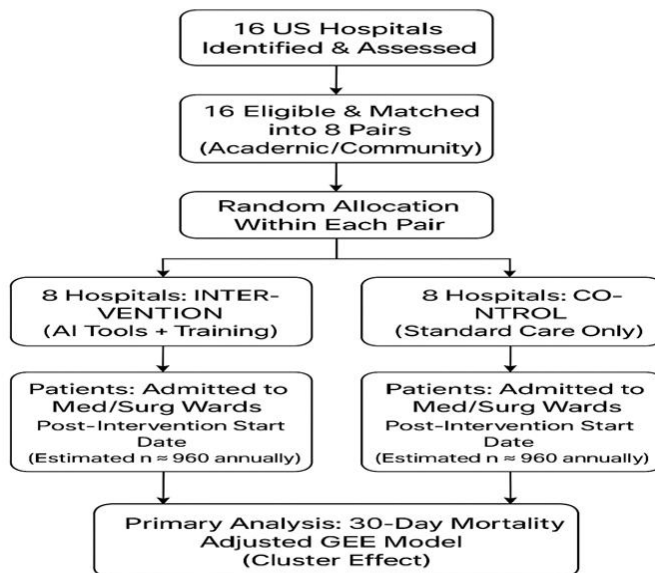 16 US Hospitals
Identified & Assessed
16 Eligible & Matched
into 8 Pairs
(Acadernic/Community)
Random Allocation
Within Each Pair
8 Hospitals: INTER-
VENTION
(AI Tools + Training)
8 Hospitals: CO-
NTROL
(Standard Care Only)
Patients: Admitted to
Med/Surg Wards
Post-Intervention Start
Date
(Estimated n ≈ 960 annually)
Patients: Admitted to
Med/Surg Wards
Post-Intervention Start
Date
(Estimated n ≈ 960 annually)
Primary Analysis: 30-Day Mortality
Adjusted GEE Model
(Cluster Effect)